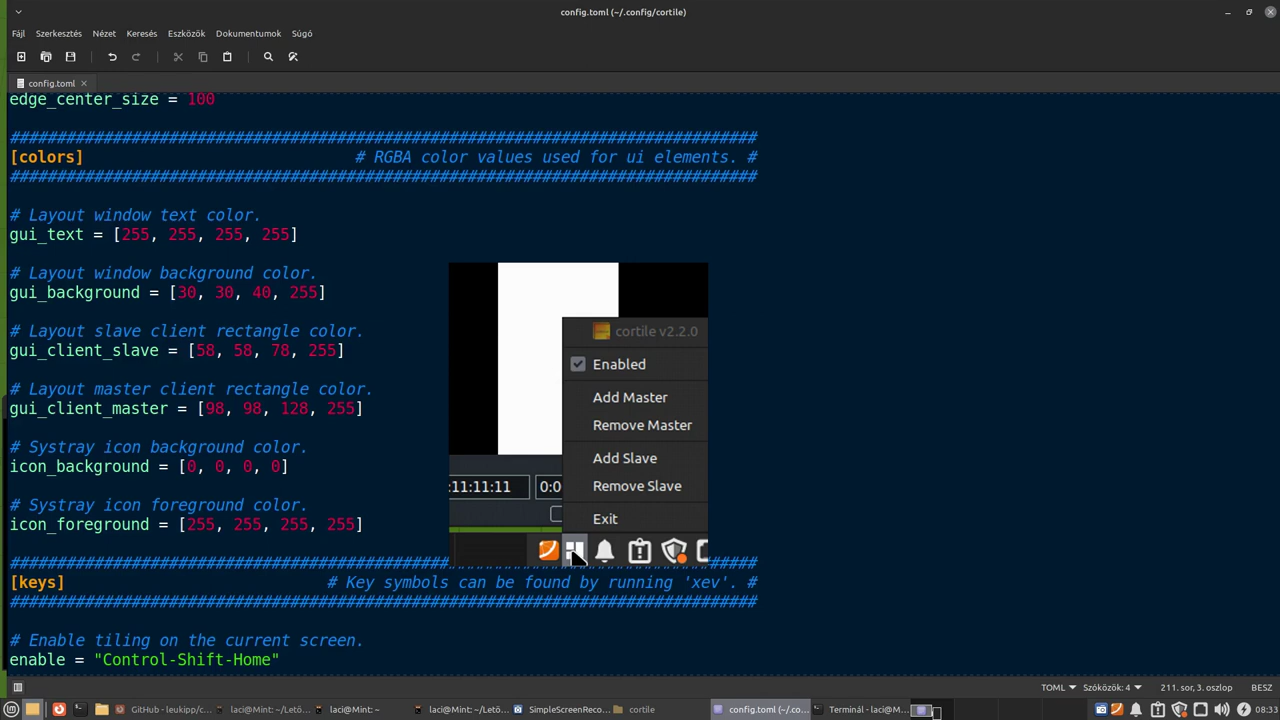 config.toml (~/.config/cortile)
Fájl Szerkesztés Nézet Keresés Eszközök Dokumentumok Súgó
config.toml
edge_center_size = 100
################################################################################
[colors] # RGBA color values used for ui elements. #
################################################################################
# Layout window text color.
gui_text = [255, 255, 255, 255]
# Layout window background color.
gui_background = [30, 30, 40, 255]
# Layout slave client rectangle color.
gui_client_slave = [58, 58, 78, 255]
# Layout master client rectangle color.
gui_client_master = [98, 98, 128, 255]
# Systray icon background color.
icon_background = [0, 0, 0, 0]
# Systray icon foreground color.
icon_foreground = [255, 255, 255, 255]
################################################################################
[keys] # Key symbols can be found by running 'xev'. #
################################################################################
# Enable tiling on the current screen.
enable = "Control-Shift-Home"
cortile v2.2.0
Enabled
Add Master
Remove Master
Add Slave
Remove Slave
Exit
:11:11:11
0:0
TOML Szóközök: 4 211. sor, 3. oszlop BESZ
GitHub - leukipp/c... laci@Mint: ~/Letö... laci@Mint: ~ laci@Mint: ~/Letö... SimpleScreenReco... cortile config.toml (~/.co... Terminál - laci@M... 08:33